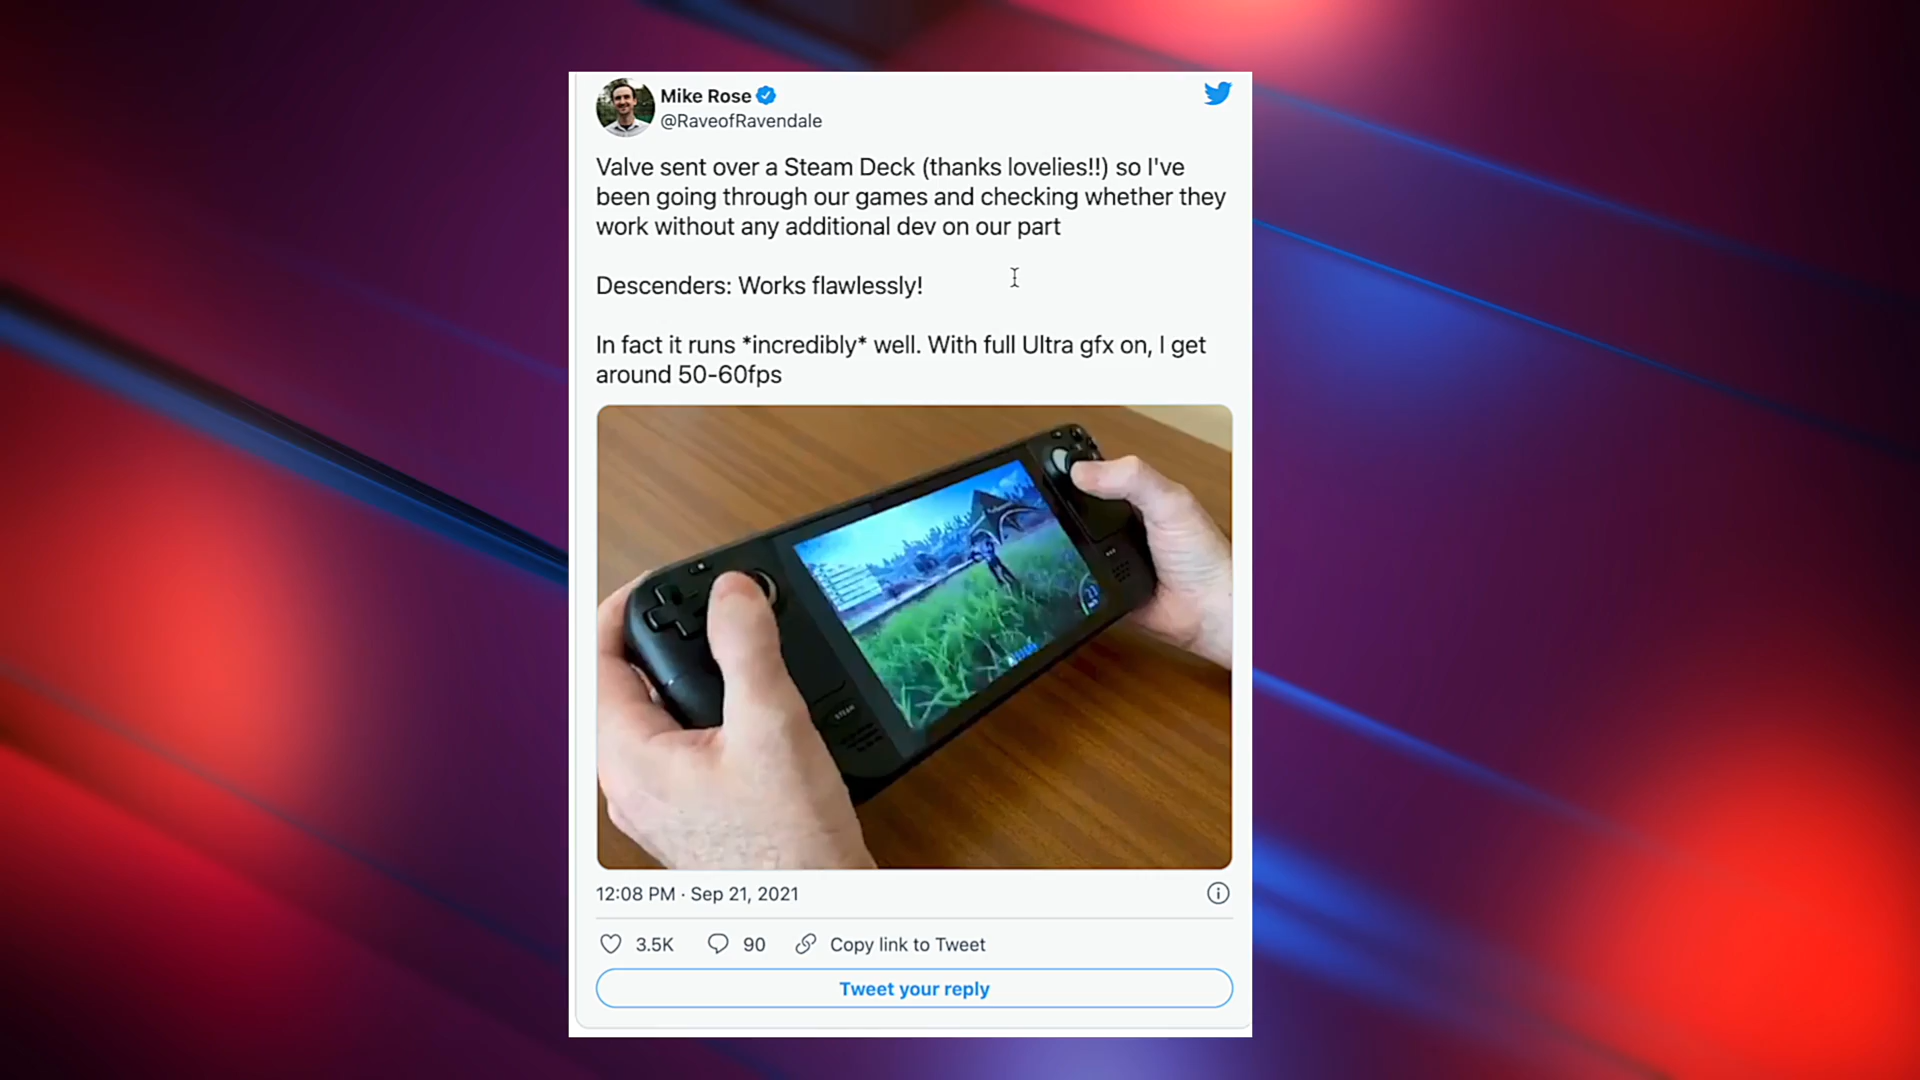 Mike Rose
@RaveofRavendale
Valve sent over a Steam Deck (thanks lovelies!!) so I've
been going through our games and checking whether they
work without any additional dev on our part
Descenders: Works flawlessly!
In fact it runs *incredibly* well. With full Ultra gfx on, I get
around 50-60fps
STEAM
12:08 PM · Sep 21, 2021
3.5K 90 Copy link to Tweet
Tweet your reply